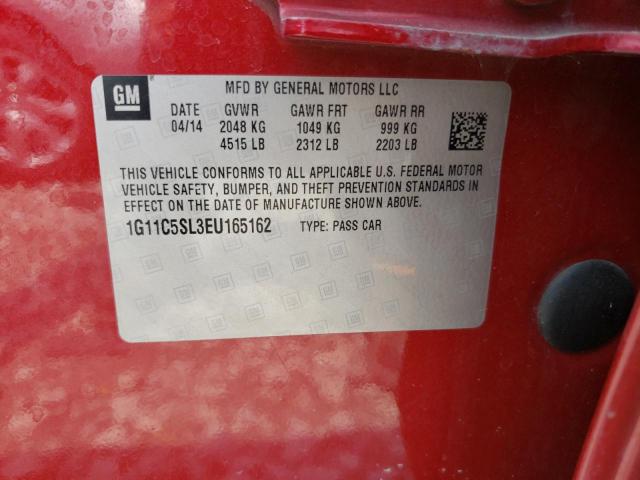 GM
MFD BY GENERAL MOTORS LLC
DATE GVWR GAWR FRT GAWR RR
04/14 2048 KG 1049 KG 999 KG
4515 LB 2312 LB 2203 LB
THIS VEHICLE CONFORMS TO ALL APPLICABLE U.S. FEDERAL MOTOR
VEHICLE SAFETY, BUMPER, AND THEFT PREVENTION STANDARDS IN
EFFECT ON THE DATE OF MANUFACTURE SHOWN ABOVE.
1G11C5SL3EU165162 TYPE: PASS CAR